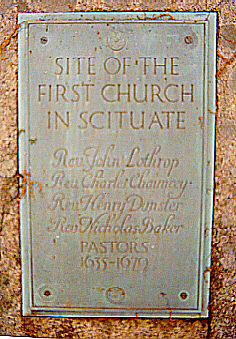 SITE OF THE
FIRST CHURCH
IN SCITUATE
Rev. John Lothrop
Rev. Charles Chauncey
Rev. Henry Dunster
Rev. Nicholas Baker
PASTORS
1635-1679